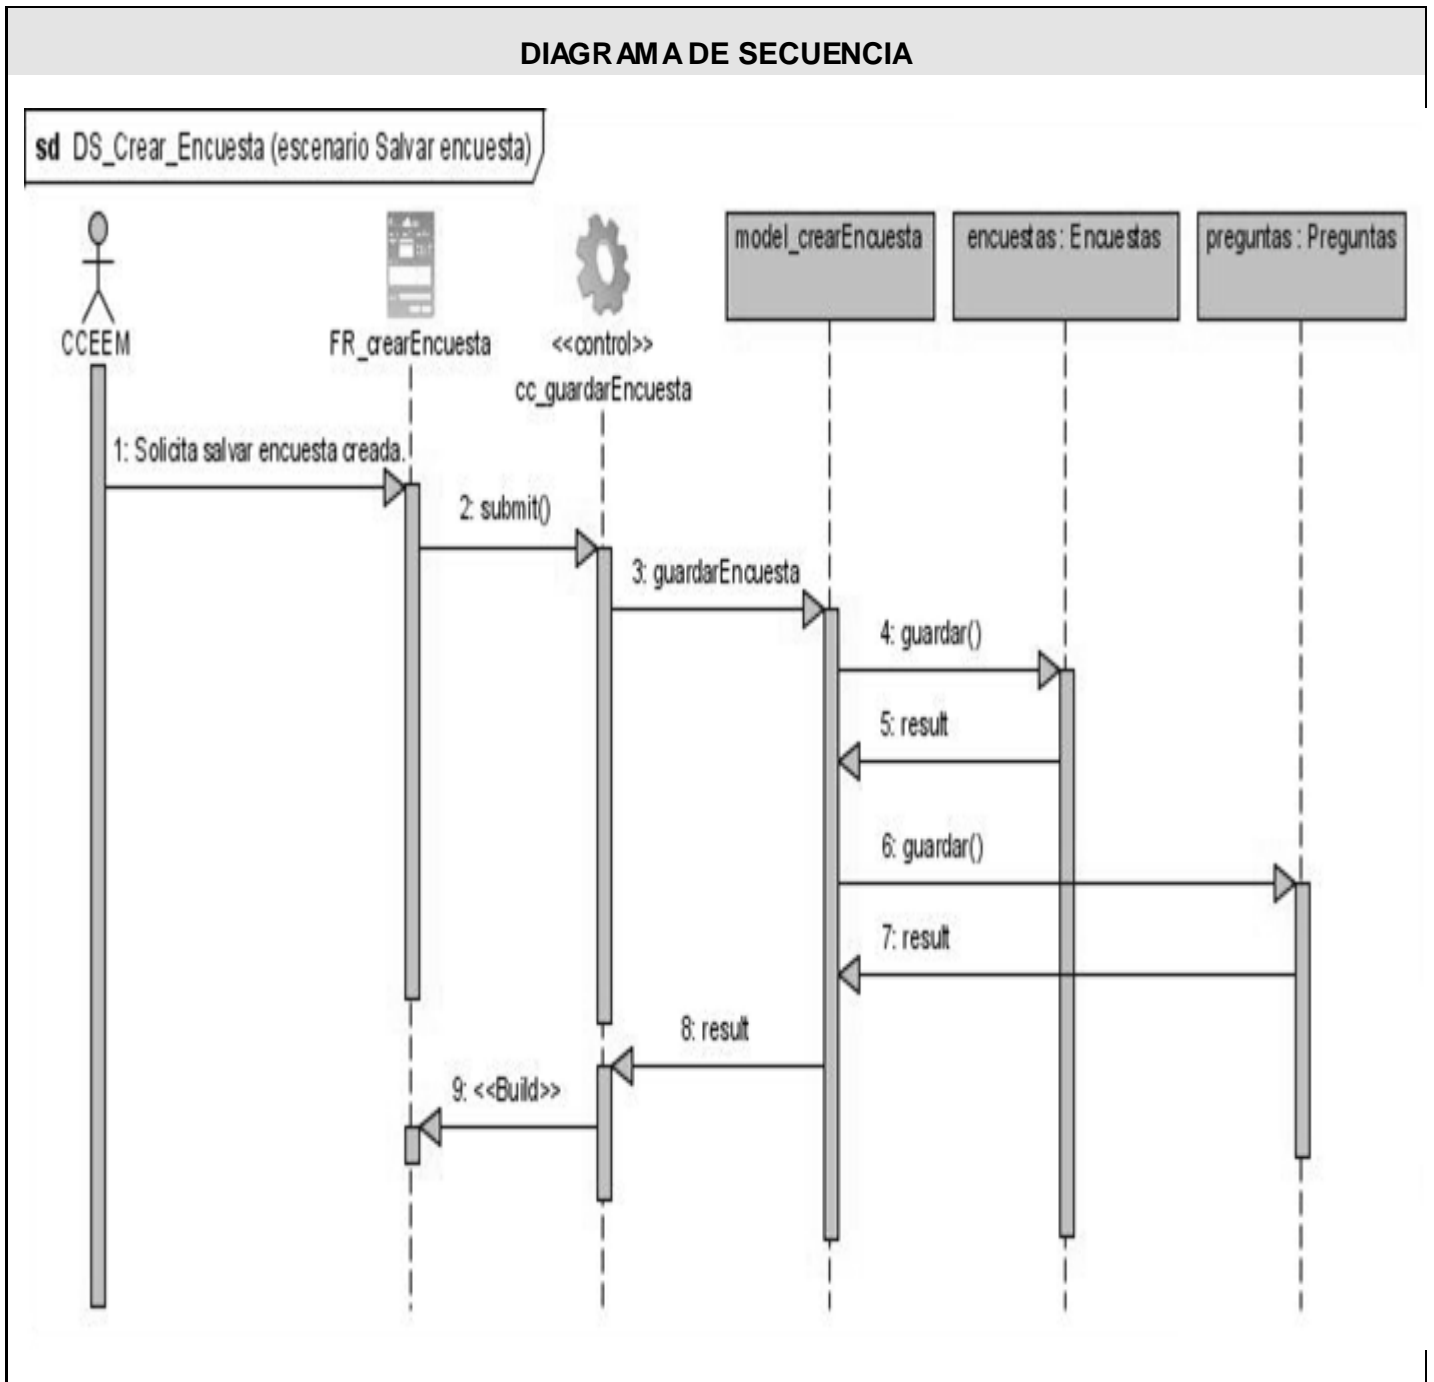 DIAGRAMA DE SECUENCIA
sd DS_Crear_Encuesta (escenario Salvar encuesta)
CCEEM
FR_crearEncuesta
<<control>>
cc_guardarEncuesta
model_crearEncuesta
encuestas : Encuestas
preguntas : Preguntas
1: Solicita salvar encuesta creada.
2: submit()
3: guardarEncuesta
4: guardar()
5: result
6: guardar()
7: result
8: result
9: <<Build>>